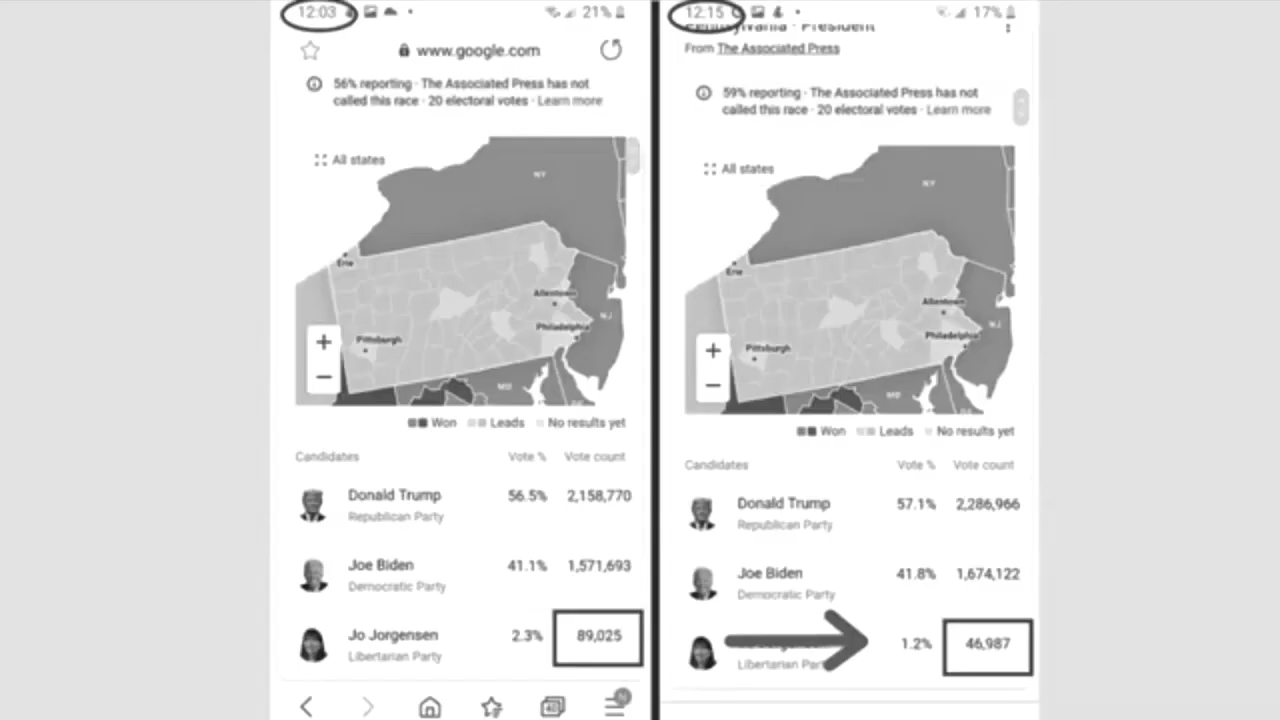 12:03
21%
www.google.com
56% reporting · The Associated Press has not
called this race · 20 electoral votes · Learn more
All states
NY
Erie
Allentown
Philadelphia
NJ
Pittsburgh
MD
+
−
Won Leads No results yet
Candidates Vote % Vote count
Donald Trump 56.5% 2,158,770
Republican Party
Joe Biden 41.1% 1,571,693
Democratic Party
Jo Jorgensen 2.3% 89,025
Libertarian Party
12:15
17%
Pennsylvania - President
From The Associated Press
59% reporting · The Associated Press has not
called this race · 20 electoral votes · Learn more
All states
NY
Erie
Allentown
Philadelphia
NJ
Pittsburgh
MD
+
−
Won Leads No results yet
Candidates Vote % Vote count
Donald Trump 57.1% 2,286,966
Republican Party
Joe Biden 41.8% 1,674,122
Democratic Party
1.2% 46,987
Libertarian